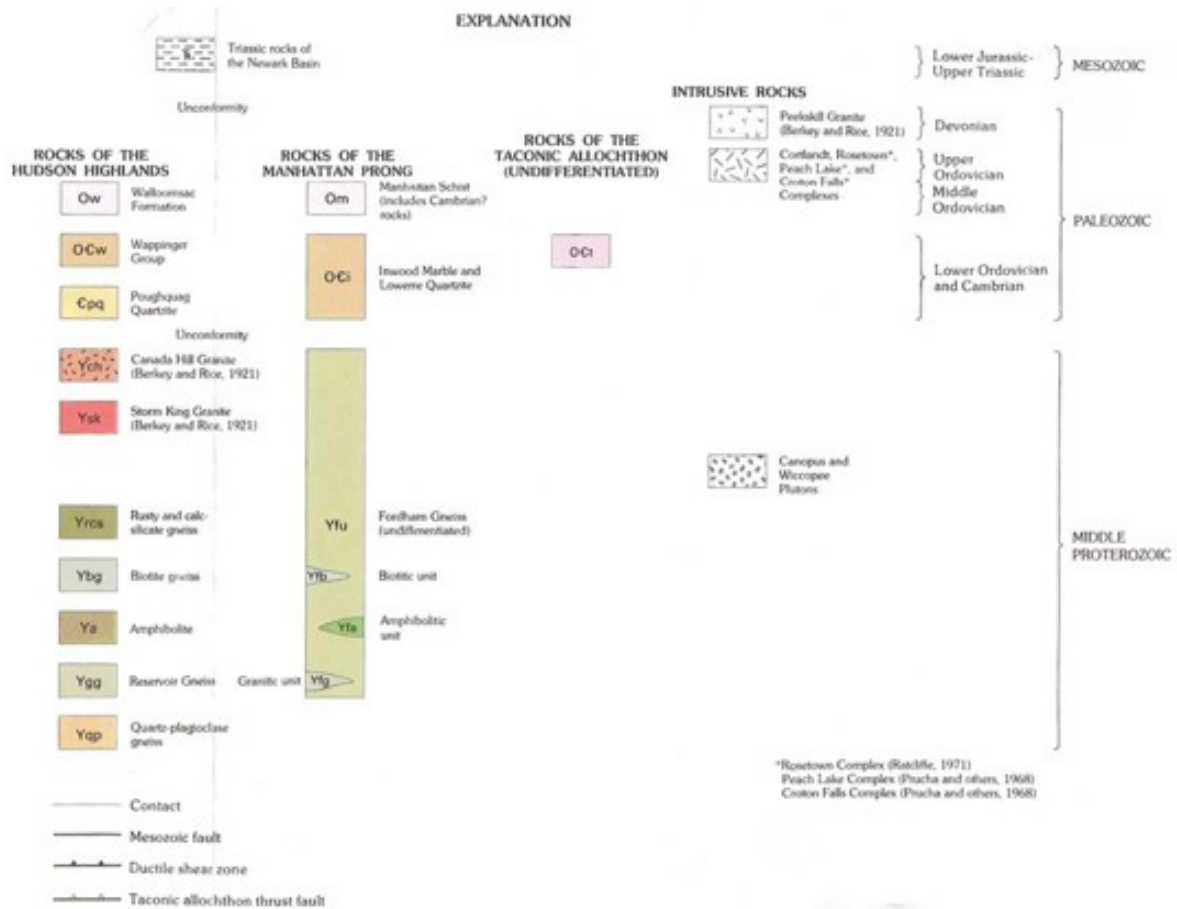 EXPLANATION
Triassic rocks of
the Newark Basin
Lower Jurassic-
Upper Triassic
MESOZOIC
Unconformity
INTRUSIVE ROCKS
Peekskill Granite
(Berkey and Rice, 1921)
Devonian
ROCKS OF THE
HUDSON HIGHLANDS
ROCKS OF THE
MANHATTAN PRONG
ROCKS OF THE
TACONIC ALLOCHTHON
(UNDIFFERENTIATED)
Cortlandt, Rosetown*,
Peach Lake*, and
Croton Falls*
Complexes
Upper
Ordovician
Middle
Ordovician
PALEOZOIC
Ow
Walloomsac
Formation
Om
Manhattan Schist
(includes Cambrian?
rocks)
OЄw
Wappinger
Group
OЄi
Inwood Marble and
Lowerre Quartzite
OЄt
Lower Ordovician
and Cambrian
Єpq
Poughquag
Quartzite
Unconformity
Ych
Canada Hill Granite
(Berkey and Rice, 1921)
Ysk
Storm King Granite
(Berkey and Rice, 1921)
Canopus and
Wiccopee
Plutons
Yrcs
Rusty and calc-
silicate gneiss
Yfu
Fordham Gneiss
(undifferentiated)
MIDDLE
PROTEROZOIC
Ybg
Biotite gneiss
Yfb
Biotitic unit
Ya
Amphibolite
Yfa
Amphibolitic
unit
Ygg
Reservoir Gneiss
Granitic unit
Yfg
Yqp
Quartz-plagioclase
gneiss
*Rosetown Complex (Ratcliffe, 1971)
Peach Lake Complex (Prucha and others, 1968)
Croton Falls Complex (Prucha and others, 1968)
Contact
Mesozoic fault
Ductile shear zone
Taconic allochthon thrust fault